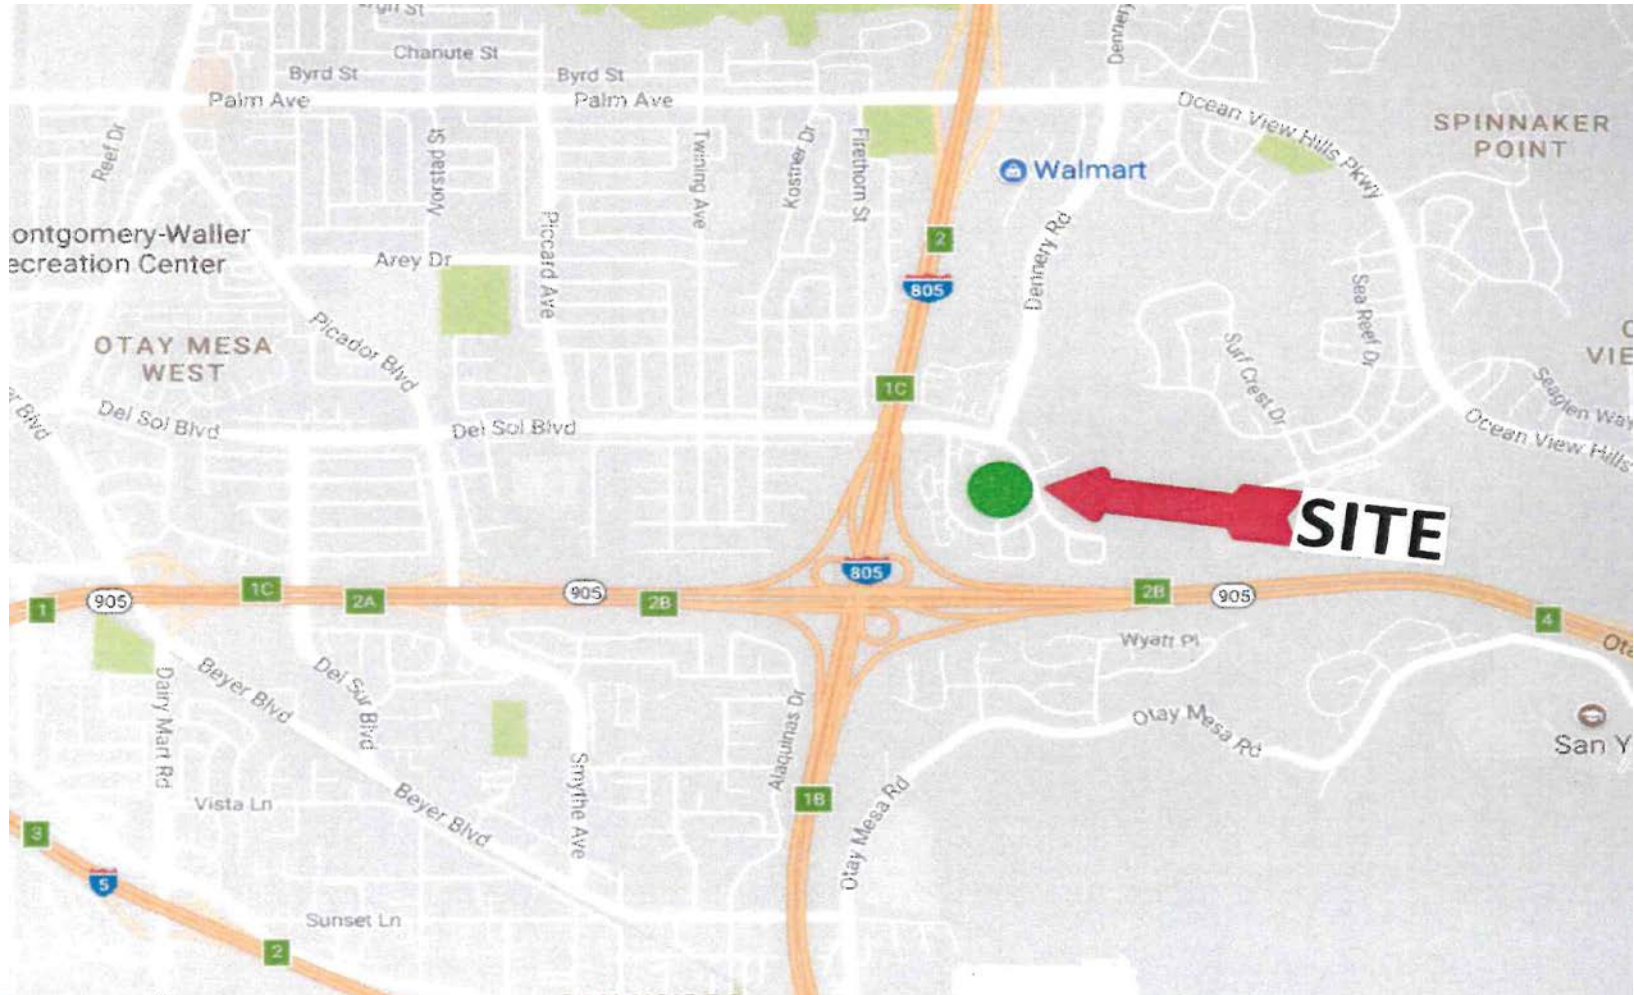 Chanute St
Byrd St
Byrd St
Palm Ave
Palm Ave
Dennery
Ocean View Hills Pkwy
SPINNAKER
POINT
Reef Dr
Twining Ave
Kostner Dr
Firethorn St
Walmart
Piccard Ave
Dennery Rd
2
805
ontgomery-Waller
ecreation Center
Arey Dr
Sea Reef Dr
OTAY MESA
WEST
Picador Blvd
1C
Surf Crest Dr
VIE
Seaglen Way
Del Sol Blvd
Del Sol Blvd
Ocean View Hills
SITE
805
1
905
1C
2A
905
2B
2B
905
4
Wyatt Pl
Beyer Blvd
Del Sur Blvd
Dairy Mart Rd
Alaquinas Dr
Otay Mesa Rd
San Y
Smythe Ave
Vista Ln
Beyer Blvd
1B
Otay Mesa Rd
3
5
Sunset Ln
2